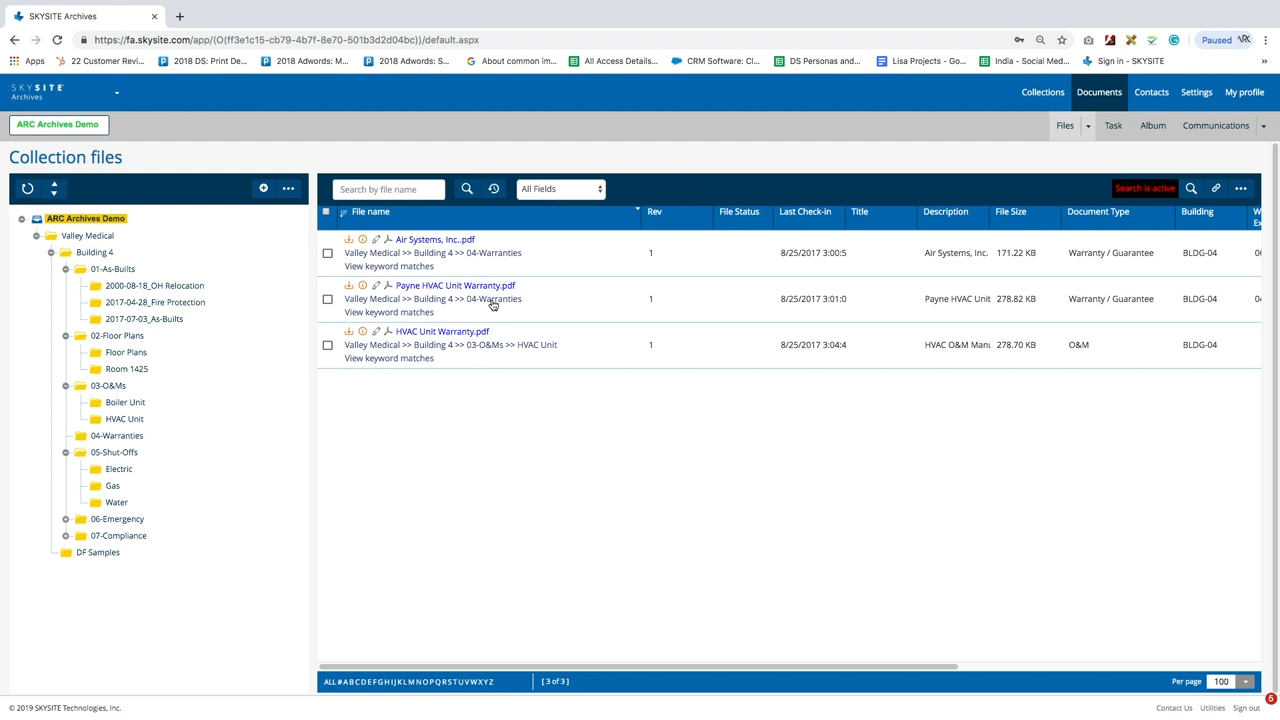 SKYSITE Archives
https://fa.skysite.com/app/(O(ff3e1c15-cb79-4b7f-8e70-501b3d2d04bc))/default.aspx
Paused
Apps 22 Customer Revi... 2018 DS: Print De... 2018 Adwords: M... 2018 Adwords: S... About common im... All Access Details... CRM Software: Cl... DS Personas and... Lisa Projects - Go... India - Social Med... Sign in - SKYSITE »
SKYSITE
Archives
Collections Documents Contacts Settings My profile
ARC Archives Demo
Files Task Album Communications
Collection files
Search by file name All Fields Search is active
ARC Archives Demo
Valley Medical
Building 4
01-As-Builts
2000-08-18_OH Relocation
2017-04-28_Fire Protection
2017-07-03_As-Builts
02-Floor Plans
Floor Plans
Room 1425
03-O&Ms
Boiler Unit
HVAC Unit
04-Warranties
05-Shut-Offs
Electric
Gas
Water
06-Emergency
07-Compliance
DF Samples
File name Rev File Status Last Check-in Title Description File Size Document Type Building W
Ex
Air Systems, Inc..pdf
Valley Medical >> Building 4 >> 04-Warranties 1 8/25/2017 3:00:5 Air Systems, Inc. 171.22 KB Warranty / Guarantee BLDG-04
View keyword matches
Payne HVAC Unit Warranty.pdf
Valley Medical >> Building 4 >> 04-Warranties 1 8/25/2017 3:01:0 Payne HVAC Unit 278.82 KB Warranty / Guarantee BLDG-04
View keyword matches
HVAC Unit Warranty.pdf
Valley Medical >> Building 4 >> 03-O&Ms >> HVAC Unit 1 8/25/2017 3:04:4 HVAC O&M Manu 278.70 KB O&M BLDG-04
View keyword matches
ALL#ABCDEFGHIJKLMNOPQRSTUVWXYZ [ 3 of 3 ] Per page 100
© 2019 SKYSITE Technologies, Inc. Contact Us Utilities Sign out 5